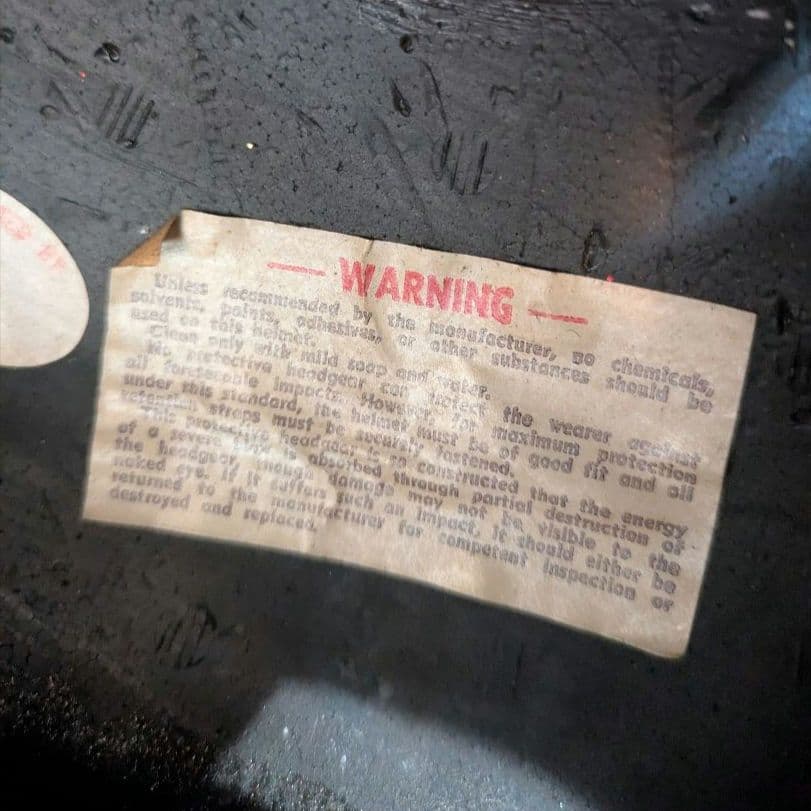 — WARNING —
Unless recommended by the manufacturer, no chemicals,
solvents, paints, adhesives, or other substances should be
used on this helmet.
Clean only with mild soap and water.
No protective headgear can protect the wearer against
all foreseeable impacts. However, for maximum protection
under this standard, the helmet must be of good fit and all
retention straps must be securely fastened.
This protective headgear is so constructed that the energy
of a severe blow is absorbed through partial destruction of
the headgear, though damage may not be visible to the
naked eye. If it suffers such an impact, it should either be
returned to the manufacturer for competent inspection or
destroyed and replaced.